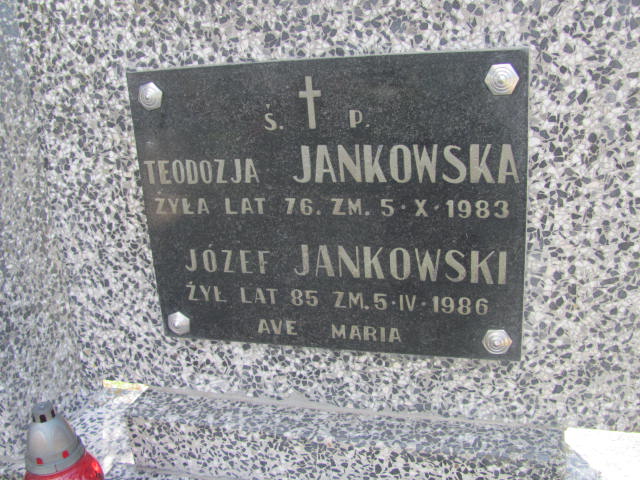 Ś. P.
TEODOZJA JANKOWSKA
ŻYŁA LAT 76. ZM. 5·X·1983
JÓZEF JANKOWSKI
ŻYŁ LAT 85 ZM.5·IV·1986
AVE MARIA